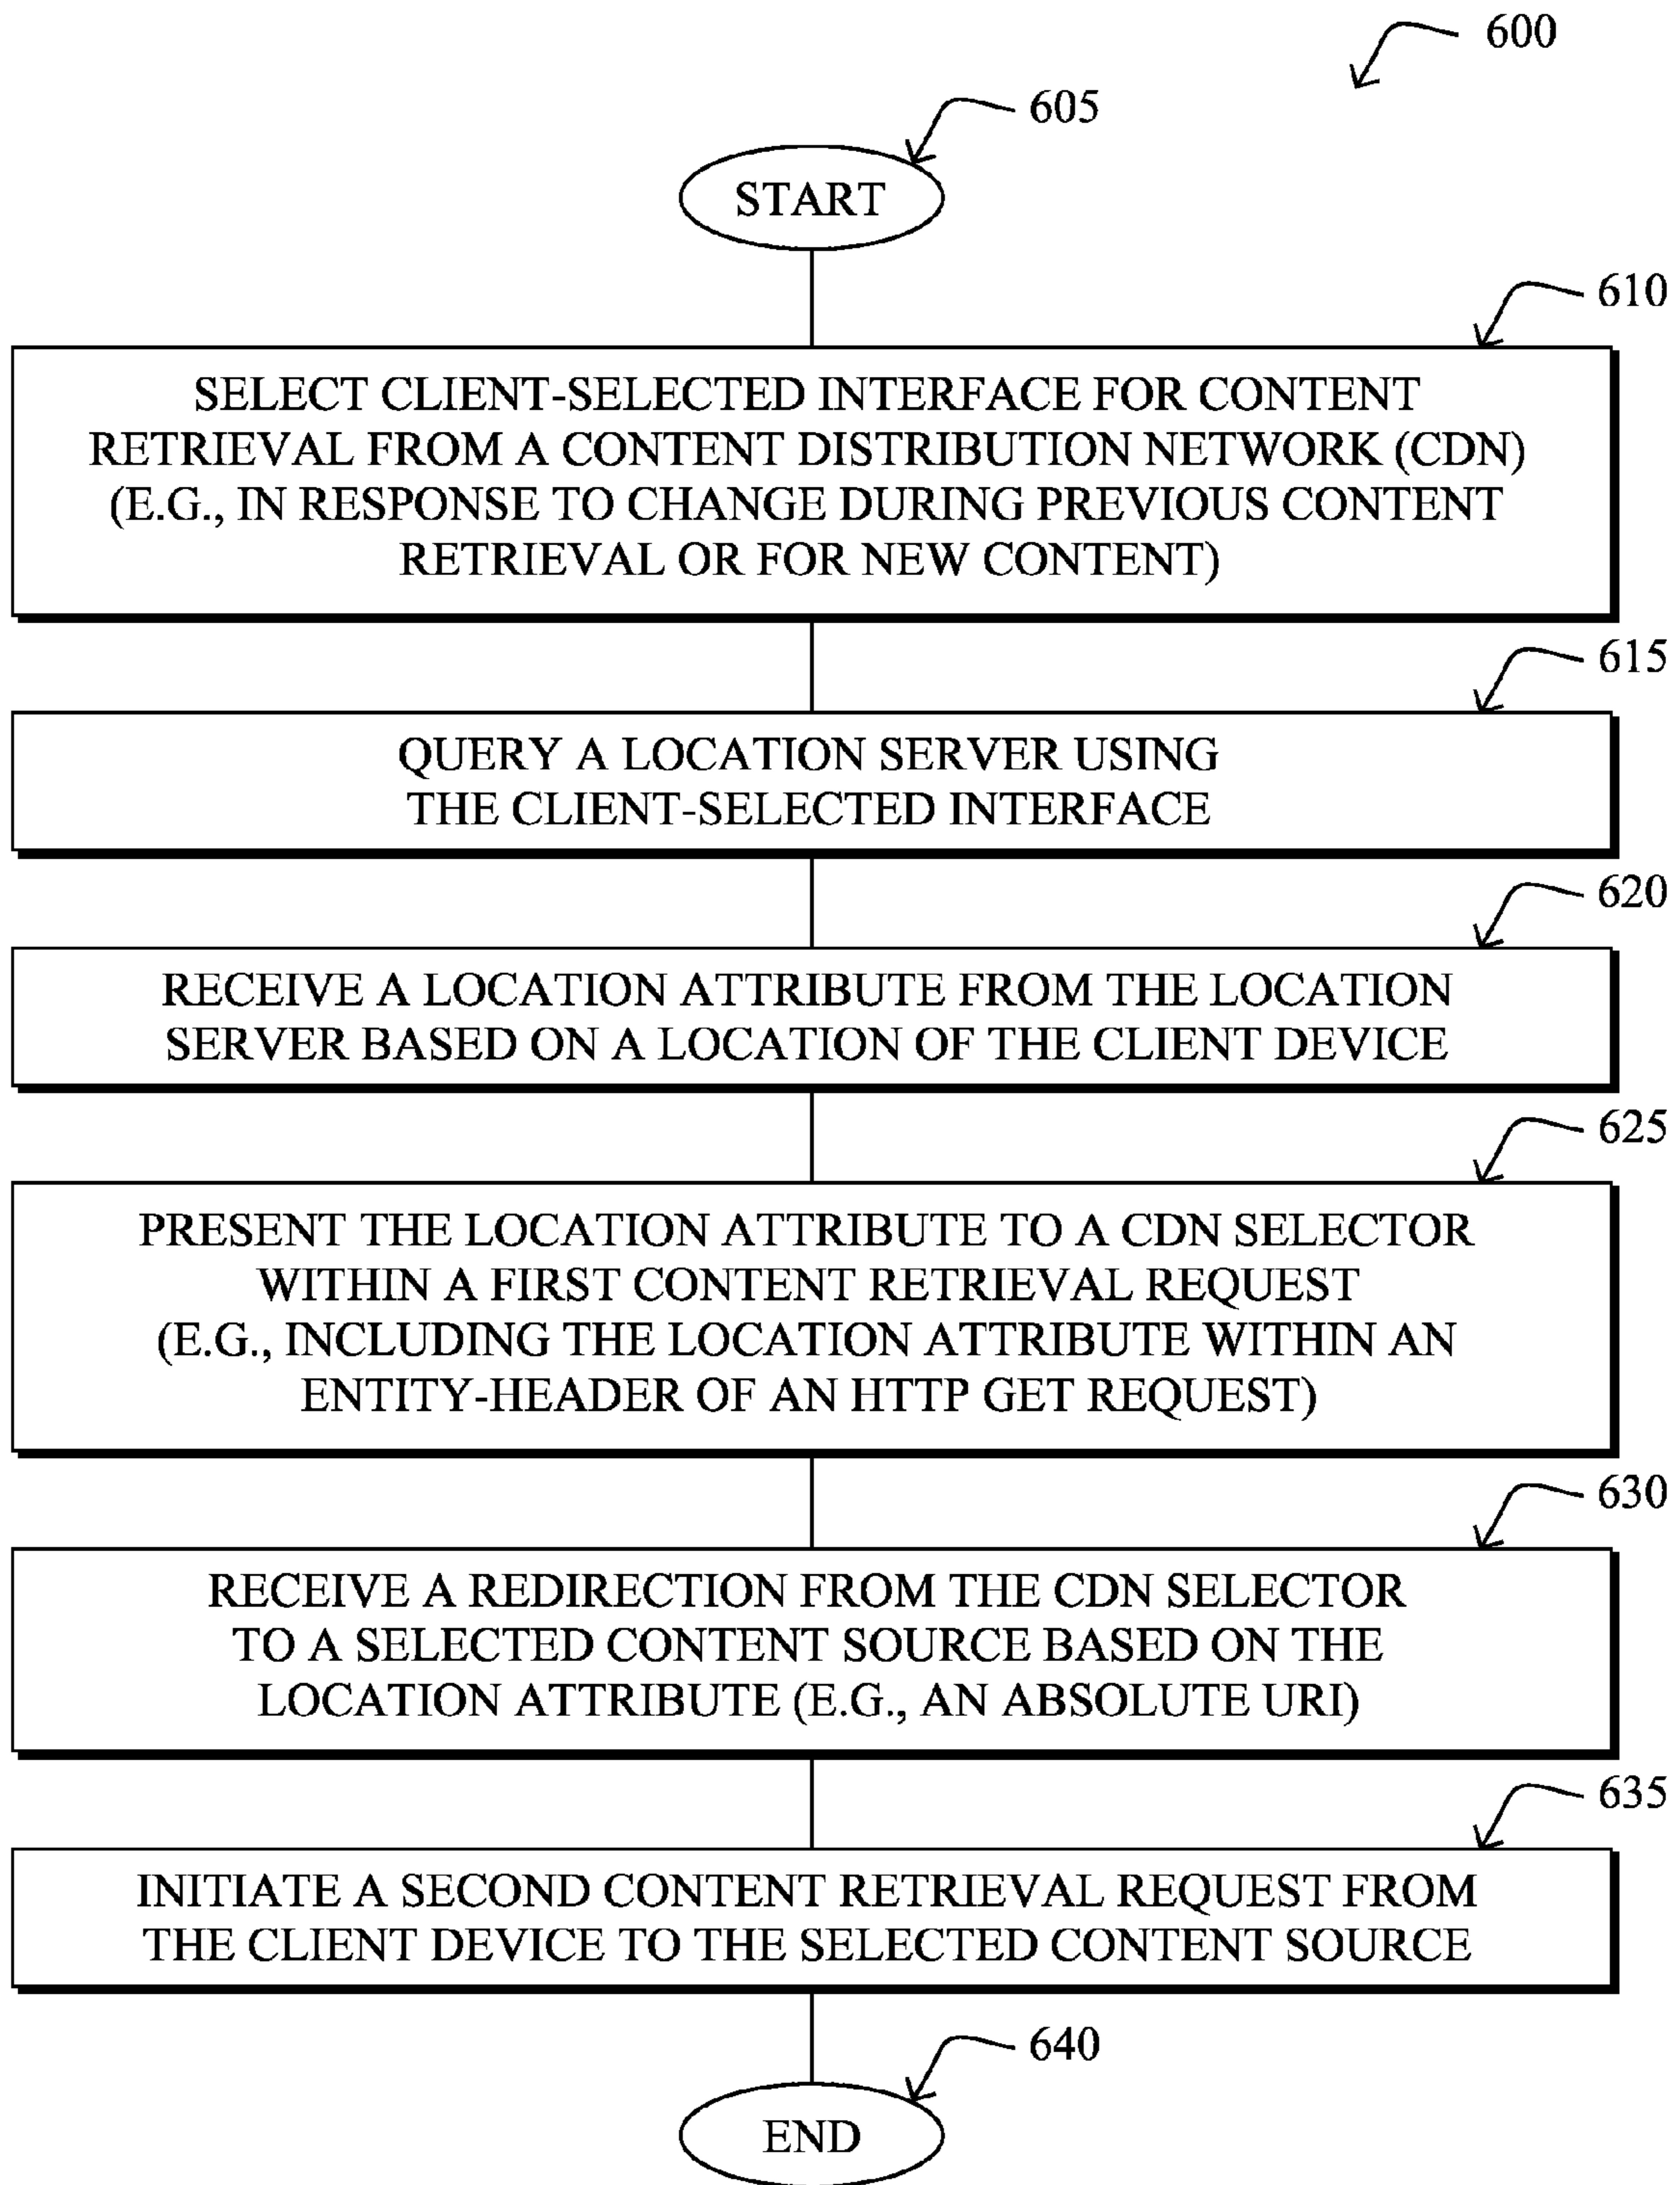 600
605
START
610
SELECT CLIENT-SELECTED INTERFACE FOR CONTENT
RETRIEVAL FROM A CONTENT DISTRIBUTION NETWORK (CDN)
(E.G., IN RESPONSE TO CHANGE DURING PREVIOUS CONTENT
RETRIEVAL OR FOR NEW CONTENT)
615
QUERY A LOCATION SERVER USING
THE CLIENT-SELECTED INTERFACE
620
RECEIVE A LOCATION ATTRIBUTE FROM THE LOCATION
SERVER BASED ON A LOCATION OF THE CLIENT DEVICE
625
PRESENT THE LOCATION ATTRIBUTE TO A CDN SELECTOR
WITHIN A FIRST CONTENT RETRIEVAL REQUEST
(E.G., INCLUDING THE LOCATION ATTRIBUTE WITHIN AN
ENTITY-HEADER OF AN HTTP GET REQUEST)
630
RECEIVE A REDIRECTION FROM THE CDN SELECTOR
TO A SELECTED CONTENT SOURCE BASED ON THE
LOCATION ATTRIBUTE (E.G., AN ABSOLUTE URI)
635
INITIATE A SECOND CONTENT RETRIEVAL REQUEST FROM
THE CLIENT DEVICE TO THE SELECTED CONTENT SOURCE
640
END